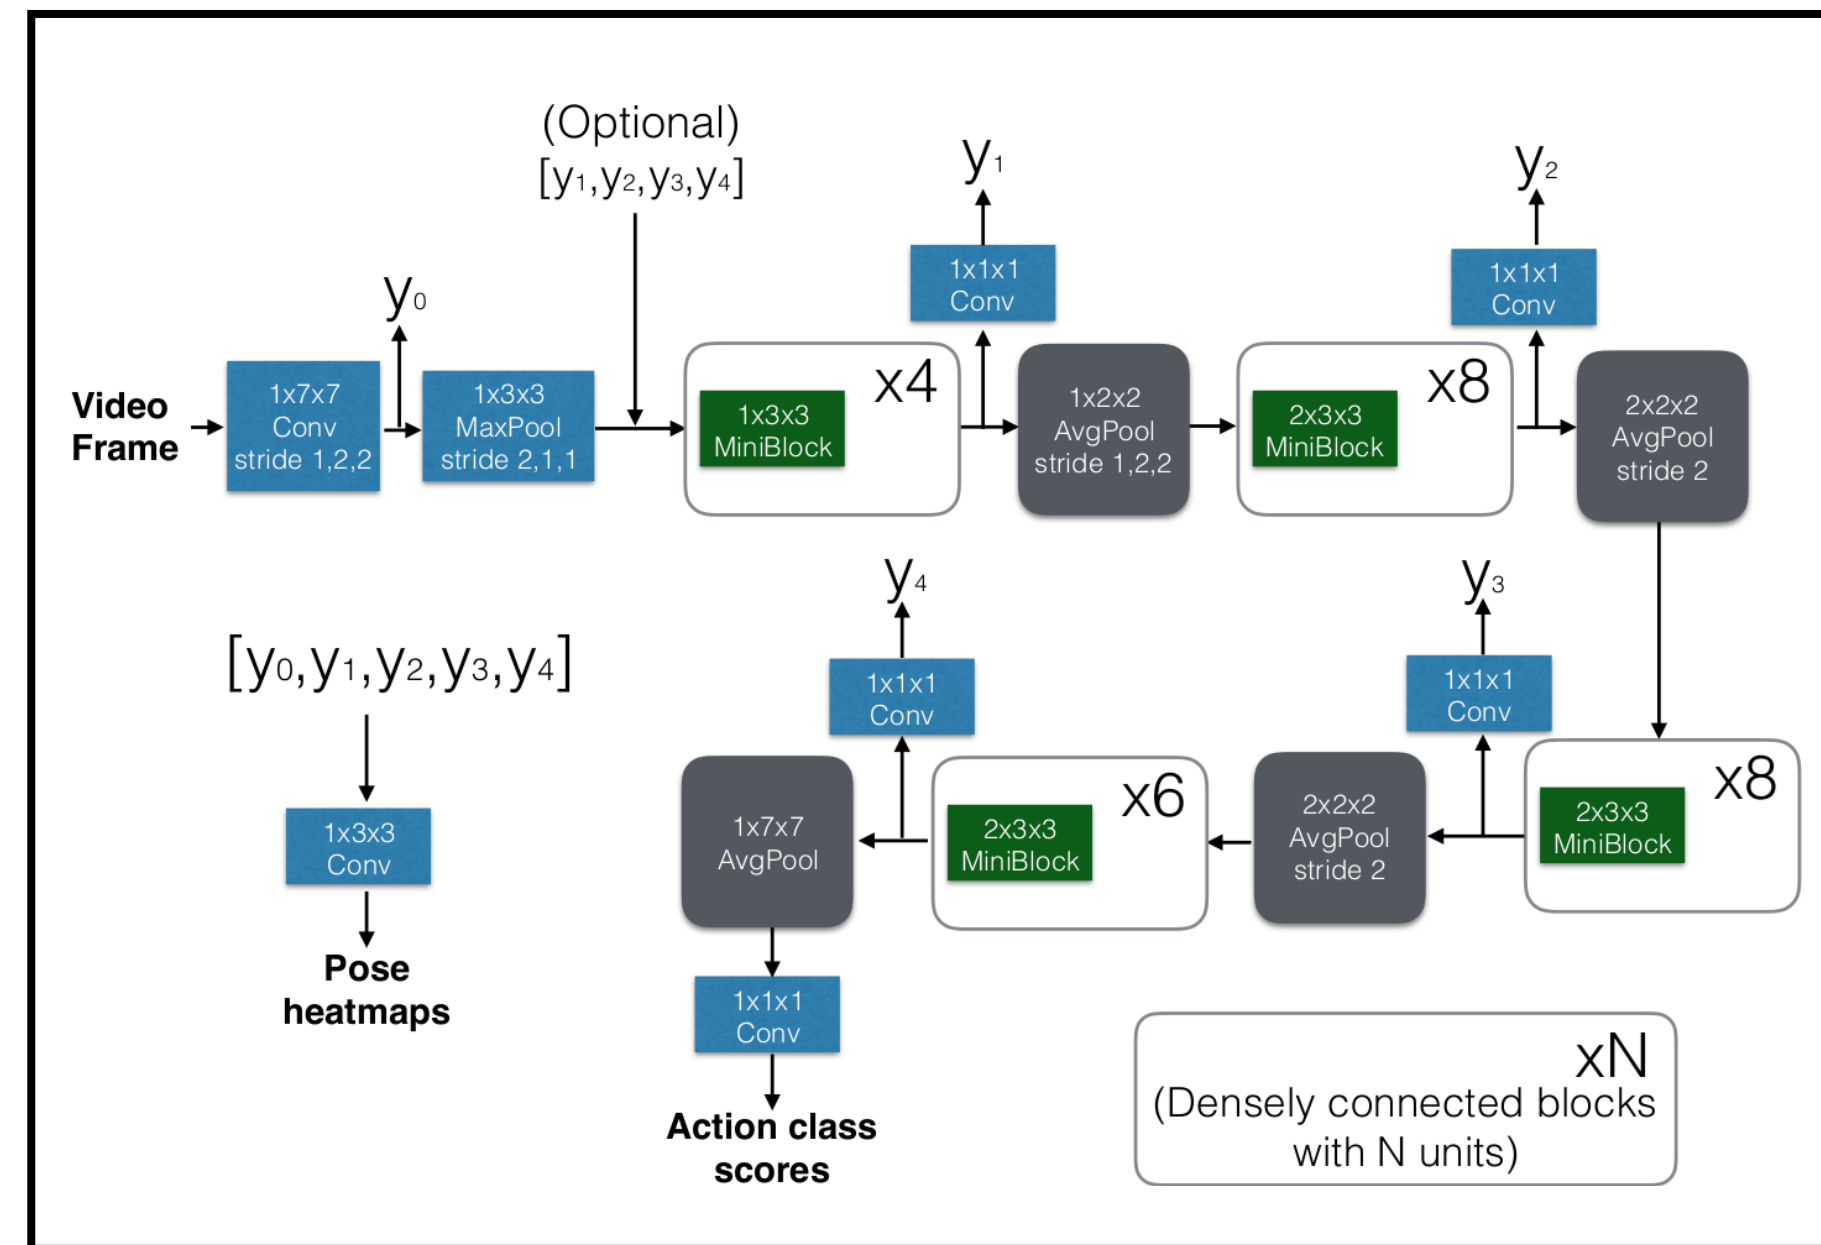 (Optional)
[y1,y2,y3,y4]
y1
y2
1x1x1
Conv
1x1x1
Conv
y0
Video
Frame
1x7x7
Conv
stride 1,2,2
1x3x3
MaxPool
stride 2,1,1
x4
1x3x3
MiniBlock
1x2x2
AvgPool
stride 1,2,2
x8
2x3x3
MiniBlock
2x2x2
AvgPool
stride 2
y4
y3
1x1x1
Conv
1x1x1
Conv
[y0,y1,y2,y3,y4]
1x3x3
Conv
Pose
heatmaps
1x7x7
AvgPool
x6
2x3x3
MiniBlock
2x2x2
AvgPool
stride 2
x8
2x3x3
MiniBlock
1x1x1
Conv
Action class
scores
xN
(Densely connected blocks
with N units)